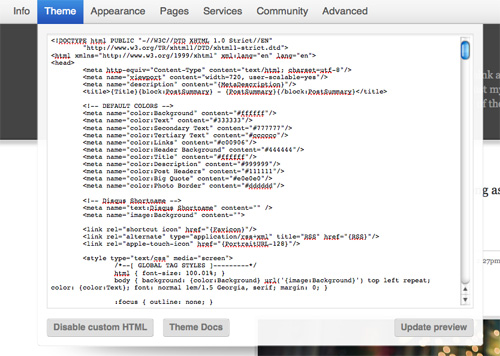 Info Theme Appearance Pages Services Community Advanced
<!DOCTYPE html PUBLIC "-//W3C//DTD XHTML 1.0 Strict//EN"
"http://www.w3.org/TR/xhtml1/DTD/xhtml1-strict.dtd">
<html xmlns="http://www.w3.org/1999/xhtml" xml:lang="en" lang="en">
<head>
<meta http-equiv="Content-Type" content="text/html; charset=utf-8"/>
<meta name="viewport" content="width=720, user-scalable=yes"/>
<meta name="description" content="{MetaDescription}"/>
<title>{Title}{block:PostSummary} - {PostSummary}{/block:PostSummary}</title>
<!-- DEFAULT COLORS -->
<meta name="color:Background" content="#ffffff"/>
<meta name="color:Text" content="#333333"/>
<meta name="color:Secondary Text" content="#777777"/>
<meta name="color:Tertiary Text" content="#cccccc"/>
<meta name="color:Links" content="#c00906"/>
<meta name="color:Header Background" content="#444444"/>
<meta name="color:Title" content="#ffffff"/>
<meta name="color:Description" content="#999999"/>
<meta name="color:Post Headers" content="#111111"/>
<meta name="color:Big Quote" content="#e0e0e0"/>
<meta name="color:Photo Border" content="#dddddd"/>
<!-- Disqus Shortname -->
<meta name="text:Disqus Shortname" content="" />
<meta name="image:Background" content="">
<link rel="shortcut icon" href="{Favicon}"/>
<link rel="alternate" type="application/rss+xml" title="RSS" href="{RSS}"/>
<link rel="apple-touch-icon" href="{PortraitURL-128}"/>
<style type="text/css" media="screen">
/*--[ GLOBAL TAG STYLES ]---------*/
html { font-size: 100.01%; }
body { background: {color:Background} url('{image:Background}') top left repeat;
color: {color:Text}; font: normal 1em/1.5 Georgia, serif; margin: 0; }
:focus { outline: none; }
nk a
t my
f the
g as
27pm
Disable custom HTML Theme Docs Update preview